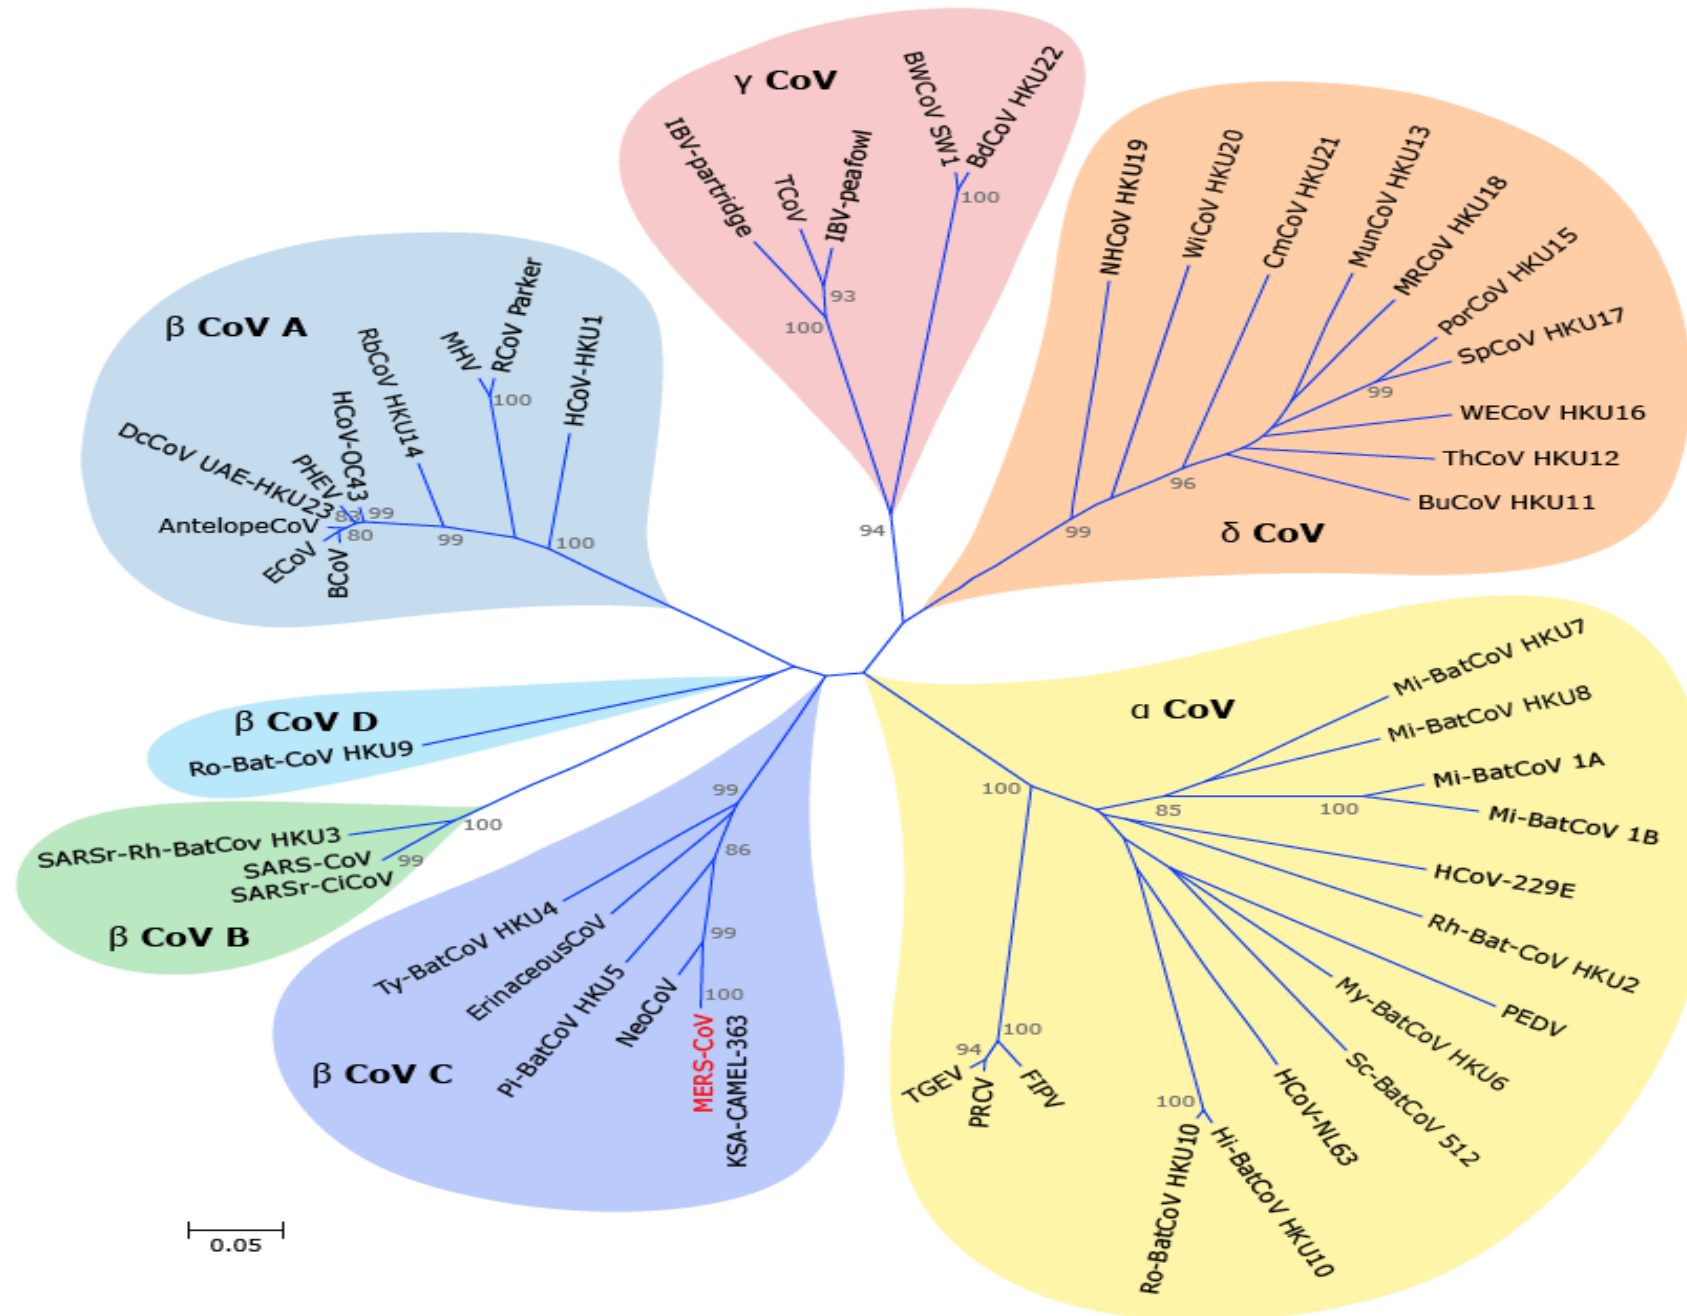 γ CoV
IBV-partridge
TCoV
IBV-peafowl
BWCoV SW1
BdCoV HKU22
100
93
100
94
NHCoV HKU19
WiCoV HKU20
CmCoV HKU21
MunCoV HKU13
MRCoV HKU18
PorCoV HKU15
SpCoV HKU17
99
WECoV HKU16
ThCoV HKU12
BuCoV HKU11
96
99
δ CoV
β CoV A
DcCoV UAE-HKU23
PHEV
HCoV-OC43
RbCoV HKU14
MHV
RCoV Parker
HCoV-HKU1
100
83
99
AntelopeCoV
80
99
100
ECoV
BCoV
β CoV D
Ro-Bat-CoV HKU9
SARSr-Rh-BatCov HKU3
100
SARS-CoV
99
SARSr-CiCoV
β CoV B
99
86
Ty-BatCoV HKU4
ErinaceousCoV
Pi-BatCoV HKU5
NeoCoV
99
100
MERS-CoV
KSA-CAMEL-363
β CoV C
α CoV
Mi-BatCoV HKU7
Mi-BatCoV HKU8
Mi-BatCoV 1A
Mi-BatCoV 1B
100
85
100
HCoV-229E
Rh-Bat-CoV HKU2
PEDV
My-BatCoV HKU6
Sc-BatCoV 512
HCoV-NL63
Hi-BatCoV HKU10
Ro-BatCoV HKU10
100
100
94
TGEV
PRCV
FIPV
0.05